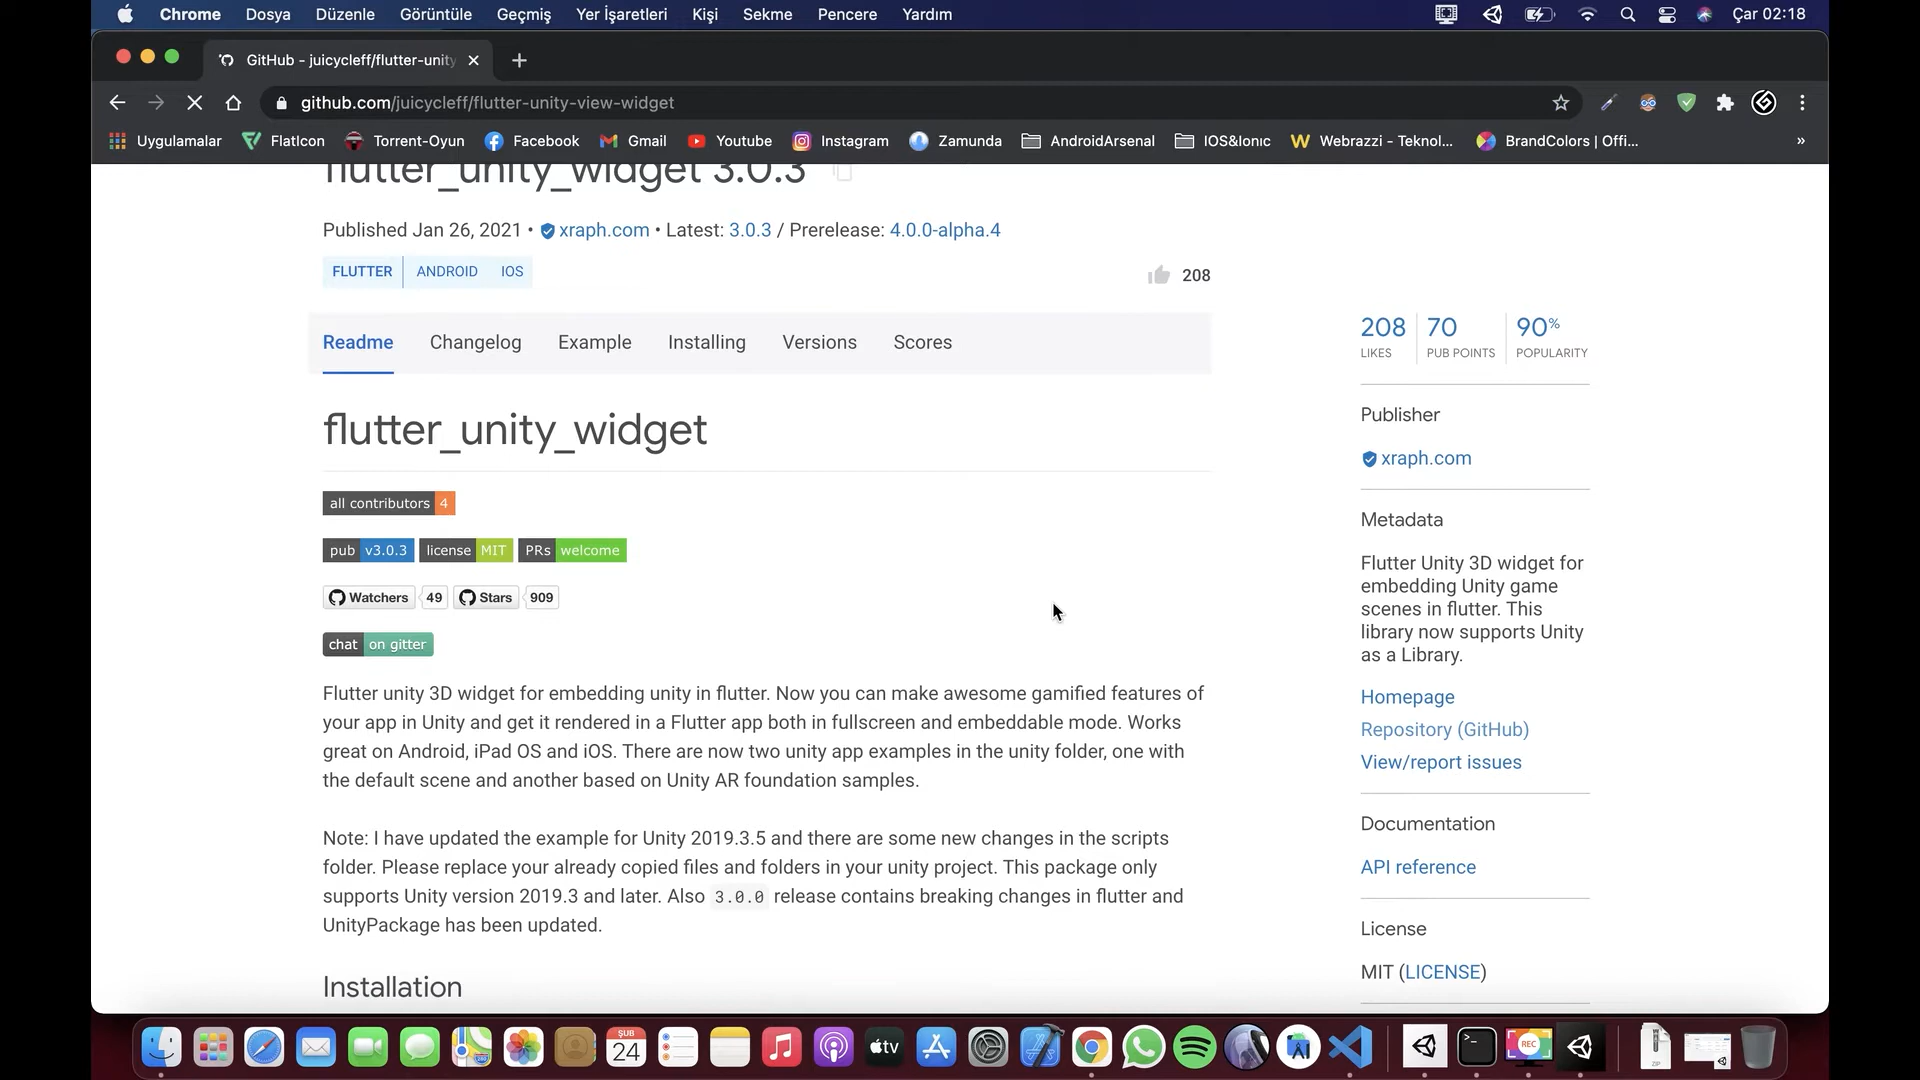 Chrome Dosya Düzenle Görüntüle Geçmiş Yer İşaretleri Kişi Sekme Pencere Yardım Çar 02:18
GitHub - juicycleff/flutter-unity
github.com/juicycleff/flutter-unity-view-widget
Uygulamalar FlatIcon Torrent-Oyun Facebook Gmail Youtube Instagram Zamunda AndroidArsenal IOS&Ionıc Webrazzi - Teknol... BrandColors | Offi... »
flutter_unity_widget 3.0.3
Published Jan 26, 2021 • xraph.com • Latest: 3.0.3 / Prerelease: 4.0.0-alpha.4
FLUTTER ANDROID IOS
208
Readme Changelog Example Installing Versions Scores
flutter_unity_widget
all contributors 4
pub v3.0.3 license MIT PRs welcome
Watchers 49 Stars 909
chat on gitter
Flutter unity 3D widget for embedding unity in flutter. Now you can make awesome gamified features of
your app in Unity and get it rendered in a Flutter app both in fullscreen and embeddable mode. Works
great on Android, iPad OS and iOS. There are now two unity app examples in the unity folder, one with
the default scene and another based on Unity AR foundation samples.
Note: I have updated the example for Unity 2019.3.5 and there are some new changes in the scripts
folder. Please replace your already copied files and folders in your unity project. This package only
supports Unity version 2019.3 and later. Also 3.0.0 release contains breaking changes in flutter and
UnityPackage has been updated.
Installation
208 70 90%
LIKES PUB POINTS POPULARITY
Publisher
xraph.com
Metadata
Flutter Unity 3D widget for
embedding Unity game
scenes in flutter. This
library now supports Unity
as a Library.
Homepage
Repository (GitHub)
View/report issues
Documentation
API reference
License
MIT (LICENSE)
ŞUB
24
tv
REC
ZIP